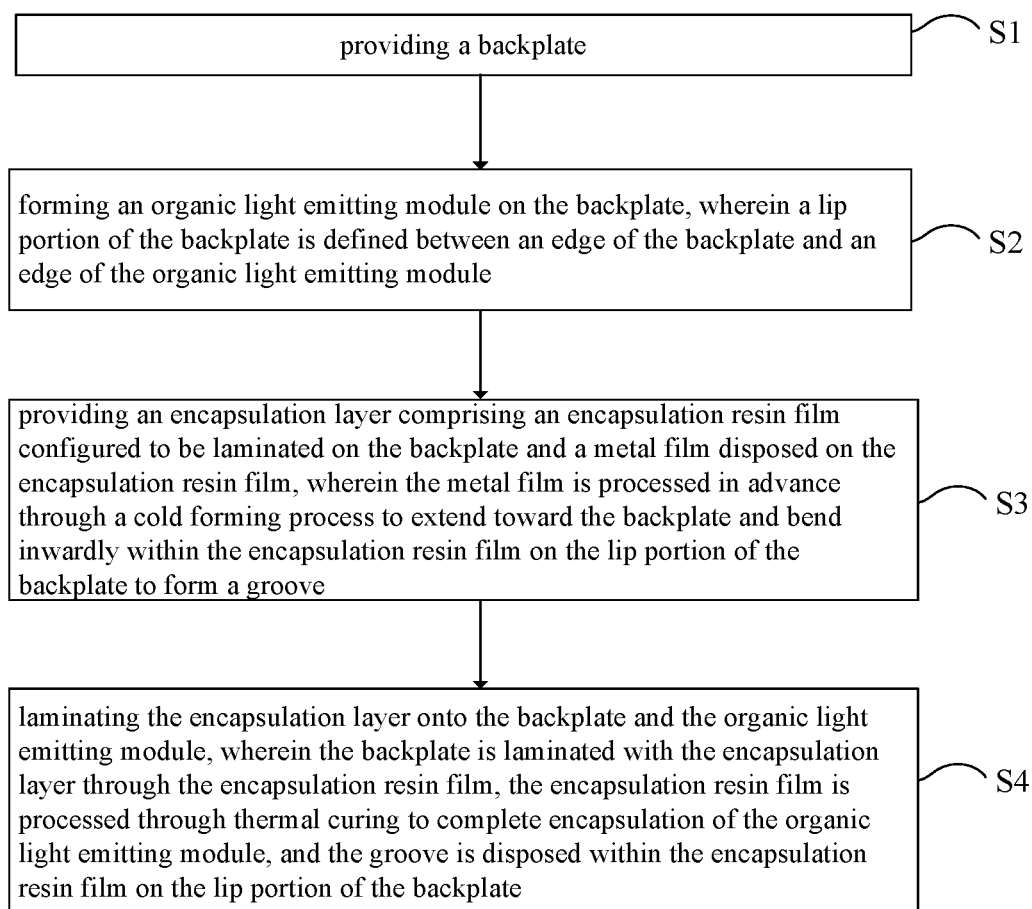 providing a backplate
S1
forming an organic light emitting module on the backplate, wherein a lip
portion of the backplate is defined between an edge of the backplate and an
edge of the organic light emitting module
S2
providing an encapsulation layer comprising an encapsulation resin film
configured to be laminated on the backplate and a metal film disposed on the
encapsulation resin film, wherein the metal film is processed in advance
through a cold forming process to extend toward the backplate and bend
inwardly within the encapsulation resin film on the lip portion of the
backplate to form a groove
S3
laminating the encapsulation layer onto the backplate and the organic light
emitting module, wherein the backplate is laminated with the encapsulation
layer through the encapsulation resin film, the encapsulation resin film is
processed through thermal curing to complete encapsulation of the organic
light emitting module, and the groove is disposed within the encapsulation
resin film on the lip portion of the backplate
S4